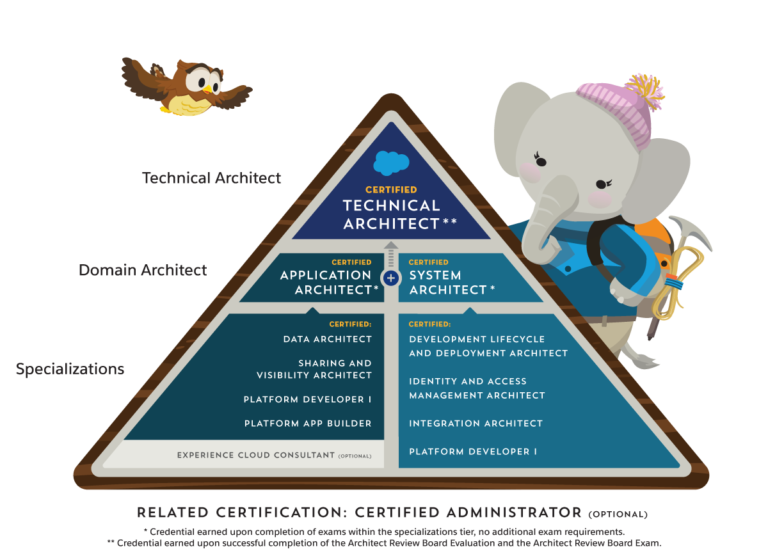 Technical Architect
CERTIFIED
TECHNICAL
ARCHITECT**
Domain Architect
CERTIFIED
APPLICATION
ARCHITECT*
+
CERTIFIED
SYSTEM
ARCHITECT*
Specializations
CERTIFIED:
DATA ARCHITECT
SHARING AND
VISIBILITY ARCHITECT
PLATFORM DEVELOPER I
PLATFORM APP BUILDER
EXPERIENCE CLOUD CONSULTANT (OPTIONAL)
CERTIFIED:
DEVELOPMENT LIFECYCLE
AND DEPLOYMENT ARCHITECT
IDENTITY AND ACCESS
MANAGEMENT ARCHITECT
INTEGRATION ARCHITECT
PLATFORM DEVELOPER I
RELATED CERTIFICATION: CERTIFIED ADMINISTRATOR (OPTIONAL)
* Credential earned upon completion of exams within the specializations tier, no additional exam requirements.
** Credential earned upon successful completion of the Architect Review Board Evaluation and the Architect Review Board Exam.